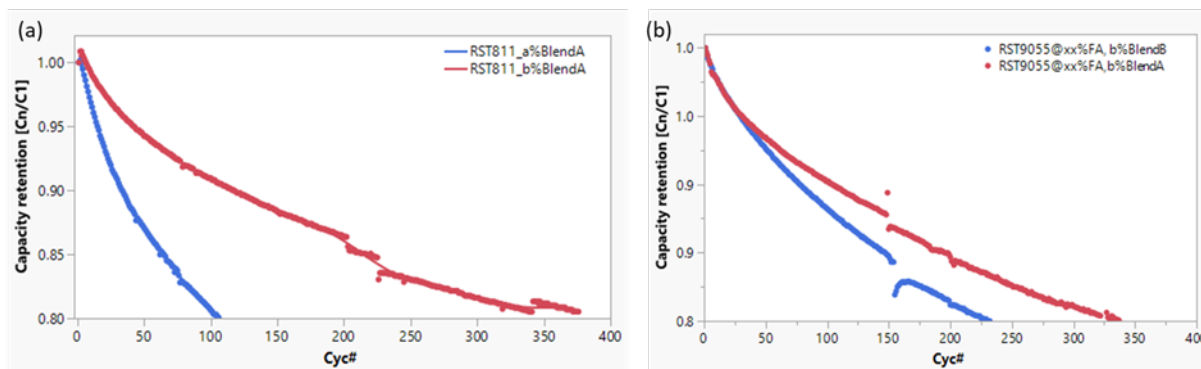 (a)
RST811_a%BlendA
RST811_b%BlendA
Capacity retention [Cn/C1]
1.00
0.95
0.90
0.85
0.80
0 50 100 150 200 250 300 350 400
Cyc#
(b)
RST9055@xx%FA, b%BlendB
RST9055@xx%FA,b%BlendA
Capacity retention [Cn/C1]
1.0
1.0
0.9
0.9
0.8
0 50 100 150 200 250 300 350 400
Cyc#